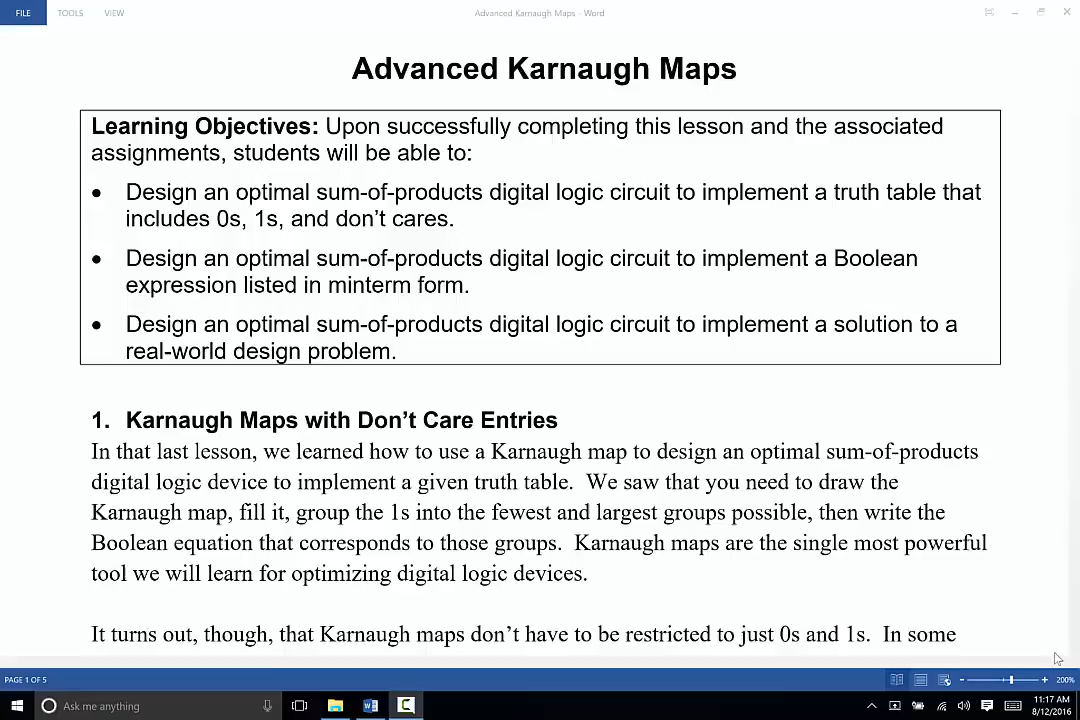 FILE TOOLS VIEW Advanced Karnaugh Maps - Word
Advanced Karnaugh Maps
Learning Objectives: Upon successfully completing this lesson and the associated
assignments, students will be able to:
• Design an optimal sum-of-products digital logic circuit to implement a truth table that
includes 0s, 1s, and don’t cares.
• Design an optimal sum-of-products digital logic circuit to implement a Boolean
expression listed in minterm form.
• Design an optimal sum-of-products digital logic circuit to implement a solution to a
real-world design problem.
1. Karnaugh Maps with Don’t Care Entries
In that last lesson, we learned how to use a Karnaugh map to design an optimal sum-of-products
digital logic device to implement a given truth table. We saw that you need to draw the
Karnaugh map, fill it, group the 1s into the fewest and largest groups possible, then write the
Boolean equation that corresponds to those groups. Karnaugh maps are the single most powerful
tool we will learn for optimizing digital logic devices.
It turns out, though, that Karnaugh maps don’t have to be restricted to just 0s and 1s. In some
PAGE 1 OF 5 200%
Ask me anything
11:17 AM
8/12/2016